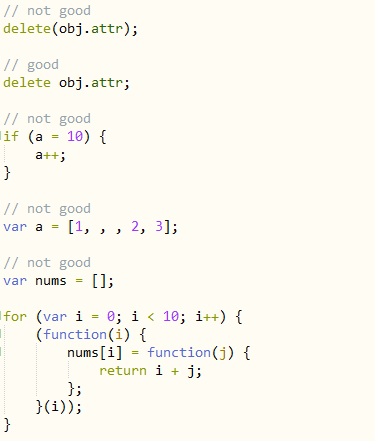 // not good
delete(obj.attr);
// good
delete obj.attr;
// not good
if (a = 10) {
    a++;
}
// not good
var a = [1, , , 2, 3];
// not good
var nums = [];
for (var i = 0; i < 10; i++) {
    (function(i) {
        nums[i] = function(j) {
            return i + j;
        };
    }(i));
}